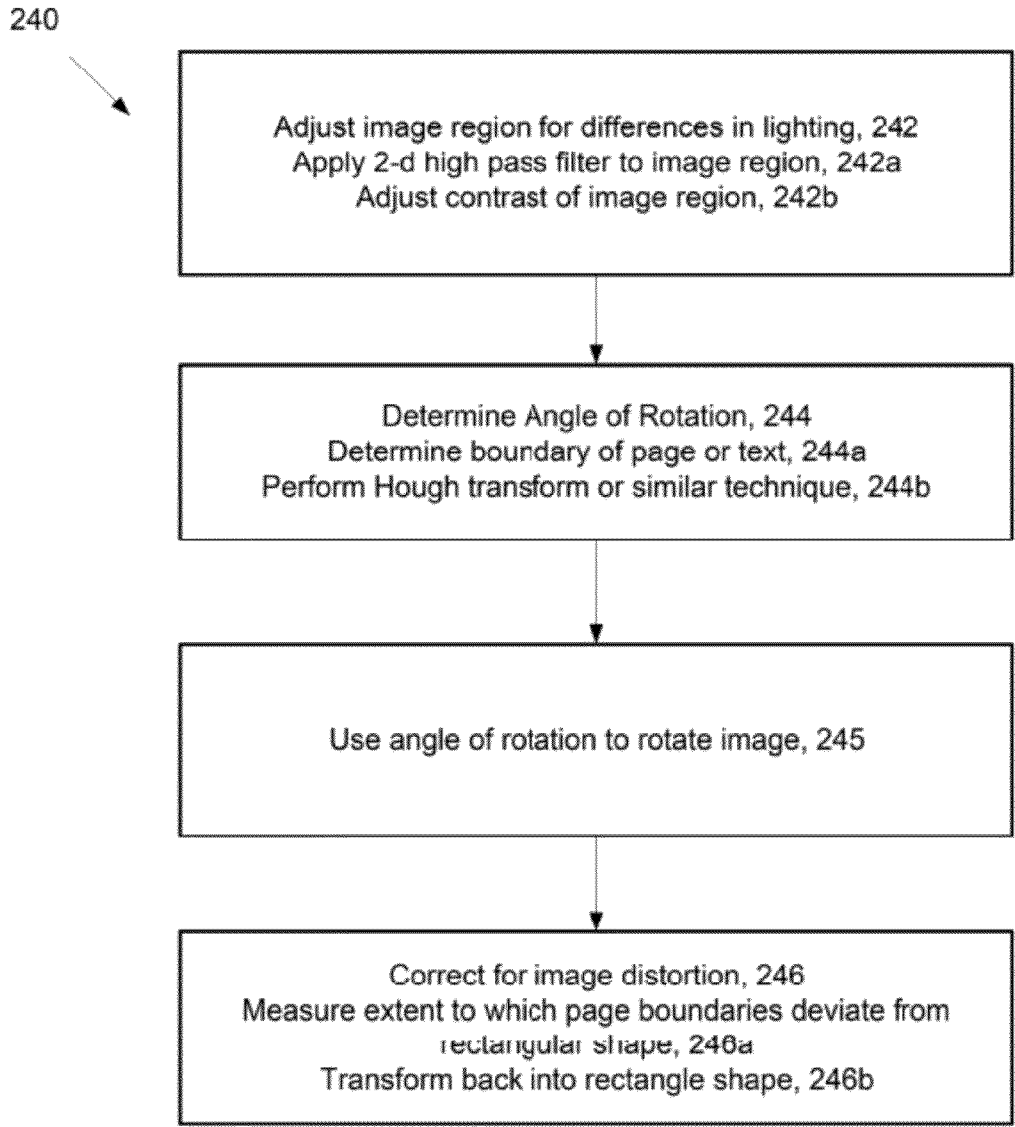 240
Adjust image region for differences in lighting, 242
Apply 2-d high pass filter to image region, 242a
Adjust contrast of image region, 242b
Determine Angle of Rotation, 244
Determine boundary of page or text, 244a
Perform Hough transform or similar technique, 244b
Use angle of rotation to rotate image, 245
Correct for image distortion, 246
Measure extent to which page boundaries deviate from
rectangular shape, 246a
Transform back into rectangle shape, 246b